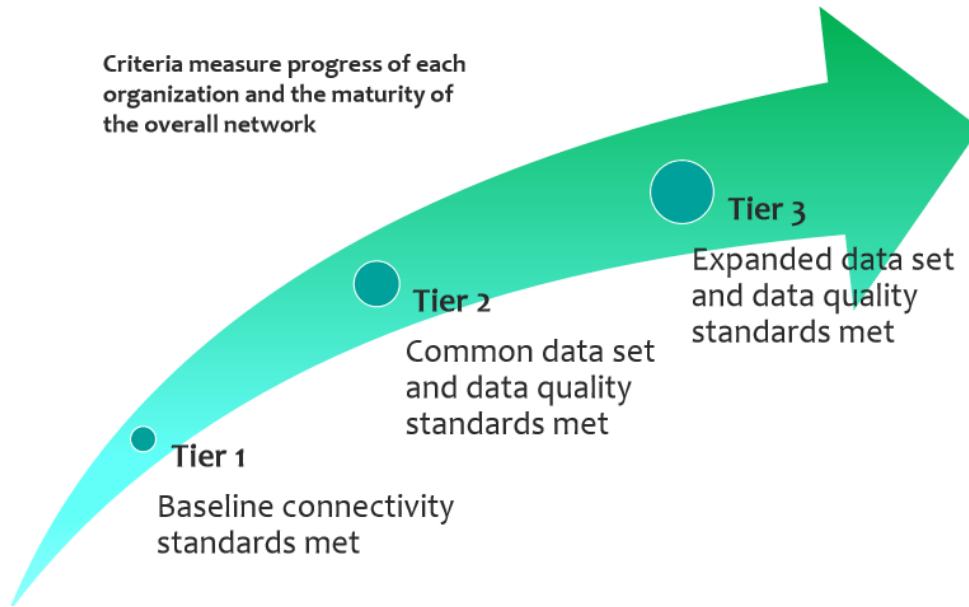 Criteria measure progress of each
organization and the maturity of
the overall network
Tier 1
Baseline connectivity
standards met
Tier 2
Common data set
and data quality
standards met
Tier 3
Expanded data set
and data quality
standards met